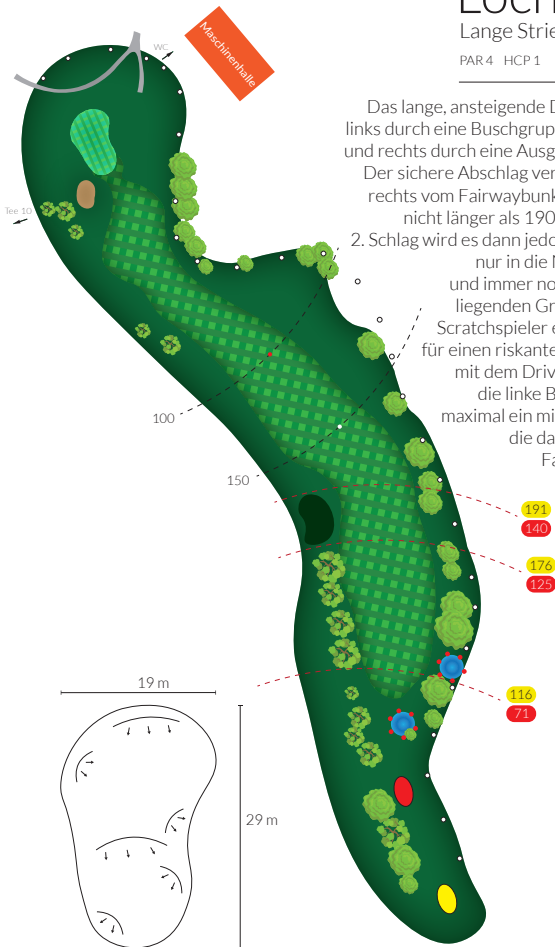 Lange Strie
PAR 4 HCP 1
Das lange, ansteigende D
links durch eine Buschgrup
und rechts durch eine Ausg
Der sichere Abschlag ver
rechts vom Fairwaybunk
nicht länger als 190
2. Schlag wird es dann jedo
nur in die N
und immer no
liegenden Gr
Scratchspieler e
für einen riskante
mit dem Driv
die linke B
maximal ein mi
die da
Fa
Maschinenhalle
WC
Tee 10
100
150
191
140
176
125
116
71
19 m
29 m